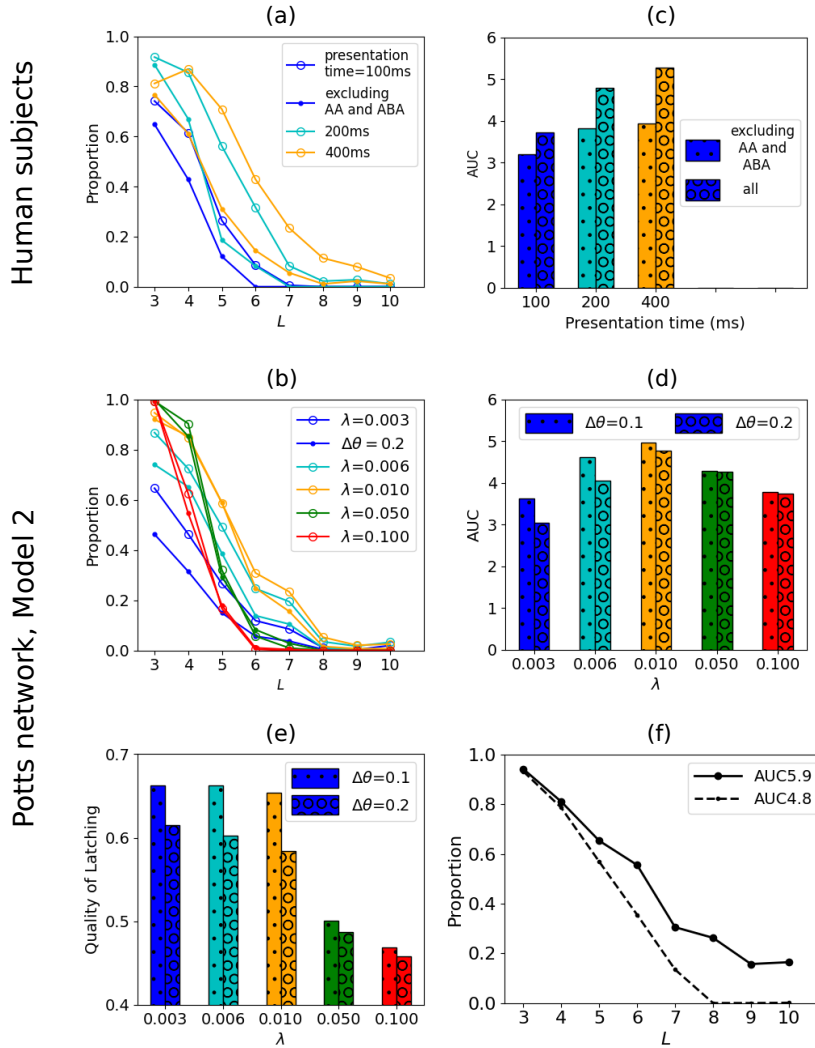 Human subjects
Potts network, Model 2
(a)
1.0
0.8
0.6
0.4
0.2
0.0
Proportion
3 4 5 6 7 8 9 10
L
presentation
time=100ms
excluding
AA and ABA
200ms
400ms
(c)
6
5
4
3
2
1
0
AUC
100 200 400
Presentation time (ms)
excluding
AA and
ABA
all
(b)
1.0
0.8
0.6
0.4
0.2
0.0
Proportion
3 4 5 6 7 8 9 10
L
λ=0.003
Δθ = 0.2
λ=0.006
λ=0.010
λ=0.050
λ=0.100
(d)
6
5
4
3
2
1
0
AUC
0.003 0.006 0.010 0.050 0.100
λ
Δθ=0.1 Δθ=0.2
(e)
0.7
0.6
0.5
0.4
Quality of Latching
0.003 0.006 0.010 0.050 0.100
λ
Δθ=0.1
Δθ=0.2
(f)
1.0
0.8
0.6
0.4
0.2
0.0
Proportion
3 4 5 6 7 8 9 10
L
AUC5.9
AUC4.8